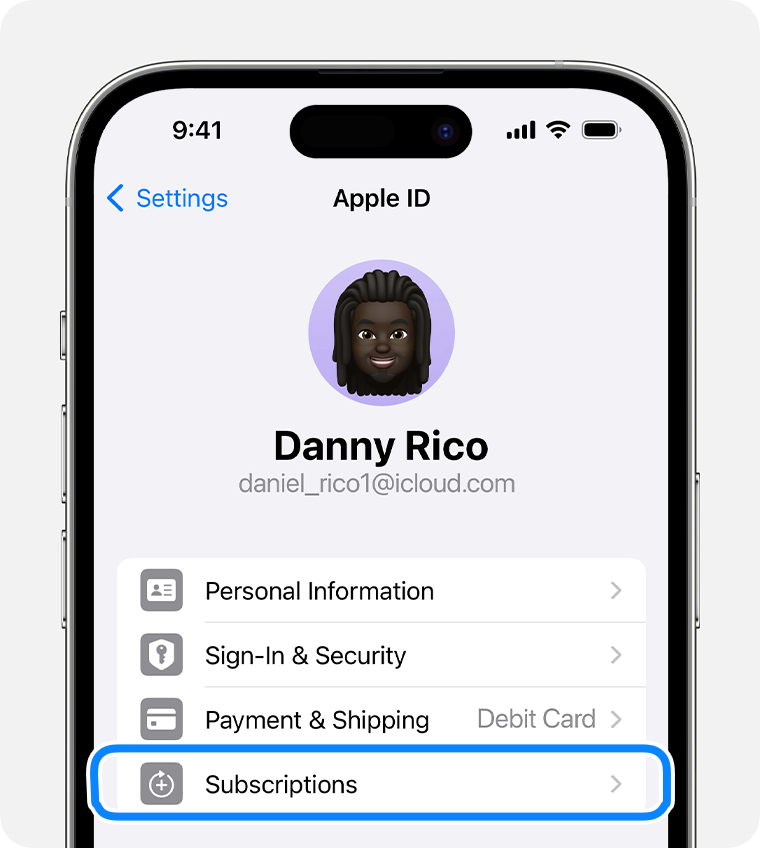 9:41
Settings
Apple ID
Danny Rico
daniel_rico1@icloud.com
Personal Information
Sign-In & Security
Payment & Shipping Debit Card
Subscriptions